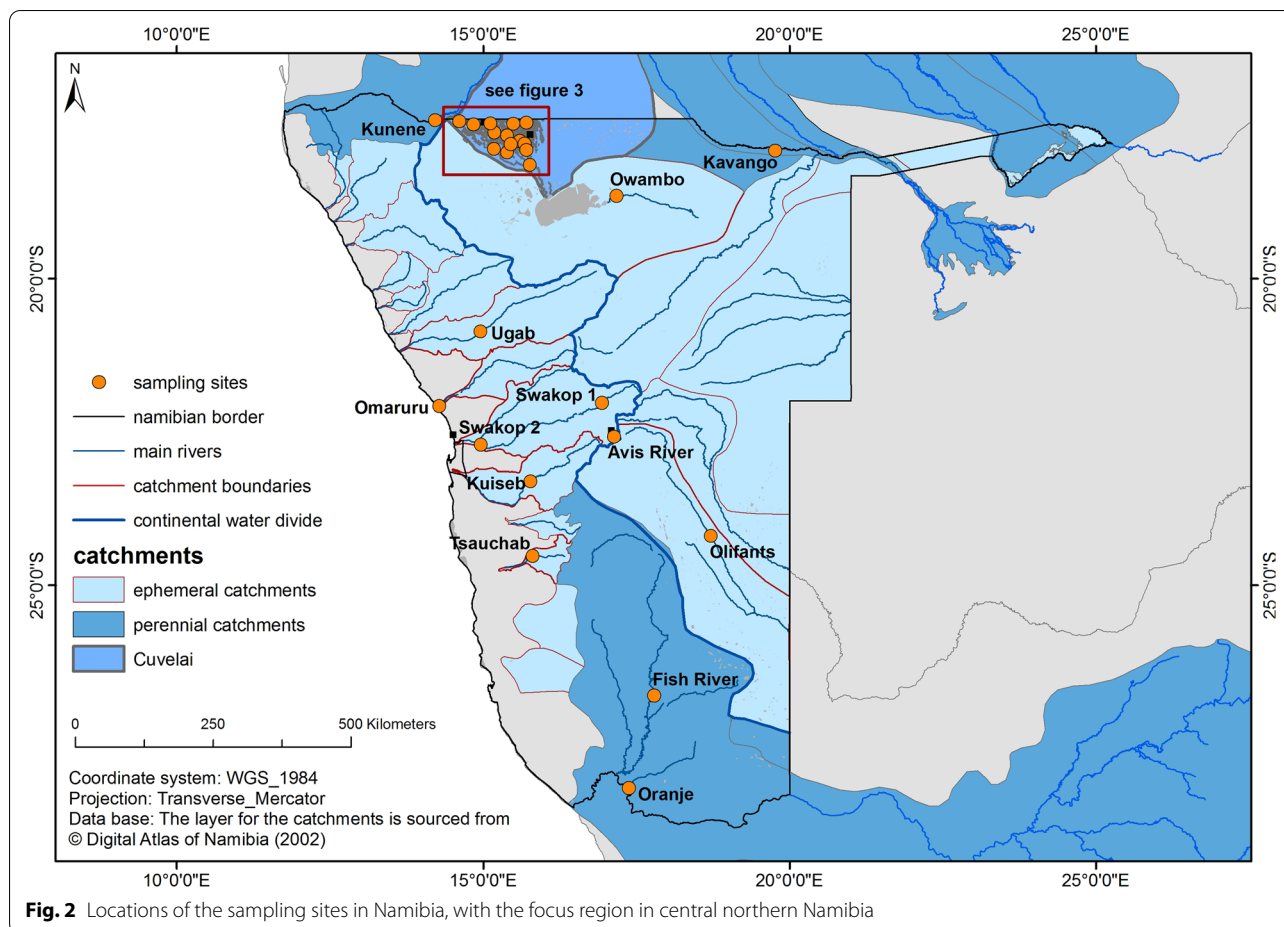 10°0'0"E 15°0'0"E 20°0'0"E 25°0'0"E
N
see figure 3
Kunene
Kavango
Owambo
20°0'0"S 20°0'0"S
Ugab
sampling sites
Swakop 1
Omaruru
namibian border
Swakop 2
main rivers
Avis River
catchment boundaries
Kuiseb
continental water divide
Tsauchab
Olifants
catchments
25°0'0"S 25°0'0"S
ephemeral catchments
perennial catchments
Cuvelai
Fish River
0 250 500 Kilometers
Coordinate system: WGS_1984
Projection: Transverse_Mercator
Oranje
Data base: The layer for the catchments is sourced from
© Digital Atlas of Namibia (2002)
10°0'0"E 15°0'0"E 20°0'0"E 25°0'0"E
Fig. 2 Locations of the sampling sites in Namibia, with the focus region in central northern Namibia